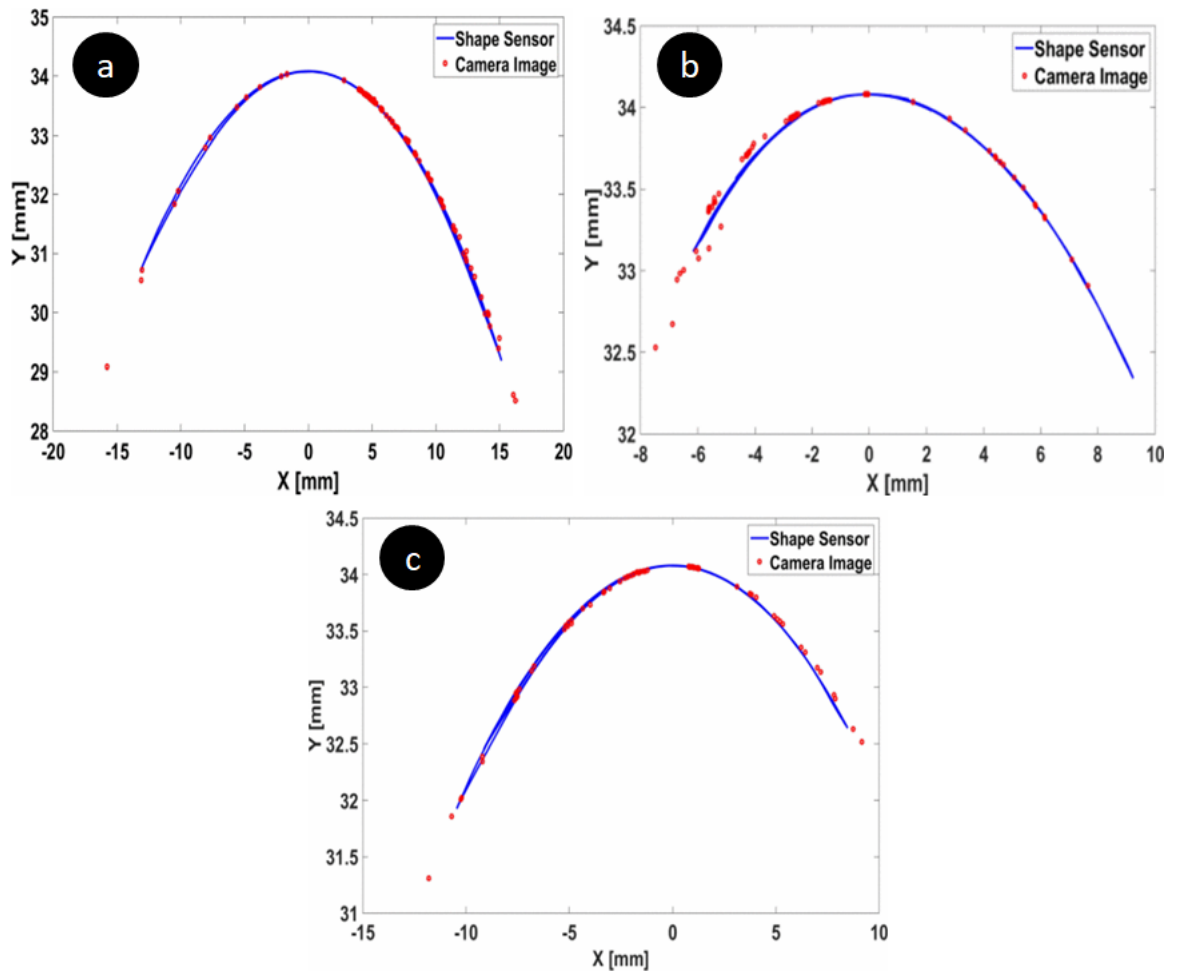 a
Shape Sensor
Camera Image
35
34
33
32
31
30
29
28
Y [mm]
-20 -15 -10 -5 0 5 10 15 20
X [mm]
b
Shape Sensor
Camera Image
34.5
34
33.5
33
32.5
32
Y [mm]
-8 -6 -4 -2 0 2 4 6 8 10
X [mm]
c
Shape Sensor
Camera Image
34.5
34
33.5
33
32.5
32
31.5
31
Y [mm]
-15 -10 -5 0 5 10
X [mm]